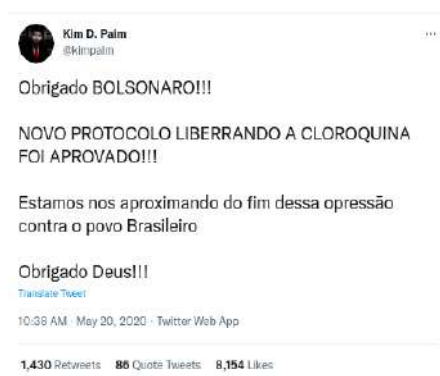 Kim D. Paim
@kimpaim
...
Obrigado BOLSONARO!!!
NOVO PROTOCOLO LIBERRANDO A CLOROQUINA
FOI APROVADO!!!
Estamos nos aproximando do fim dessa opressão
contra o povo Brasileiro
Obrigado Deus!!!
Translate Tweet
10:38 AM · May 20, 2020 · Twitter Web App
1,430 Retweets 86 Quote Tweets 8,154 Likes